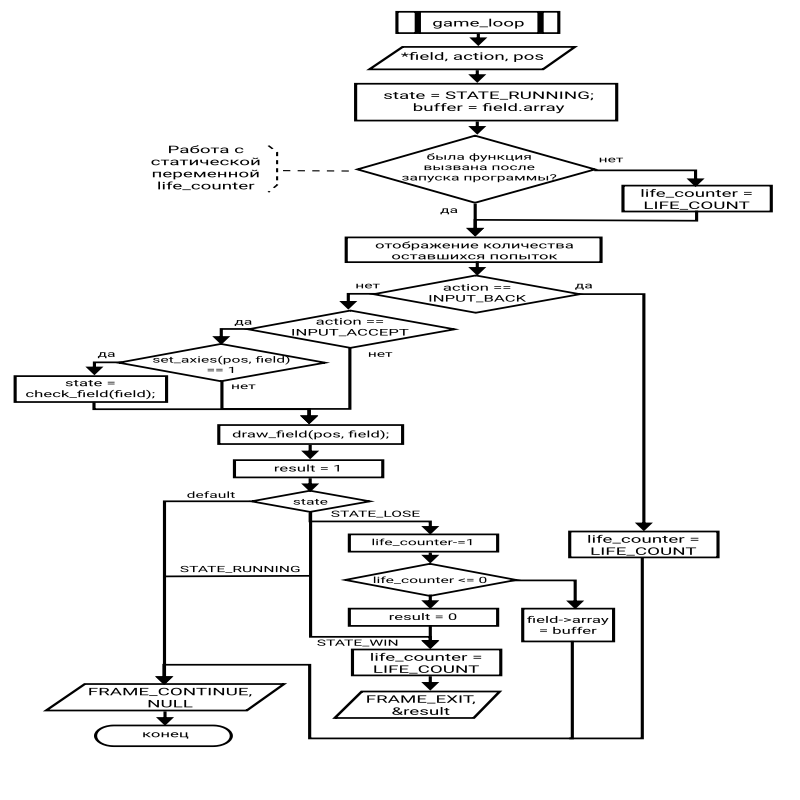 game_loop
*field, action, pos
state = STATE_RUNNING;
buffer = field.array
Работа с
статической
переменной
life_counter
была функция
вызвана после
запуска программы?
нет
life_counter =
LIFE_COUNT
да
отображение количества
оставшихся попыток
нет
action ==
INPUT_BACK
да
да
action ==
INPUT_ACCEPT
нет
да
set_axies(pos, field)
== 1
нет
state =
check_field(field);
draw_field(pos, field);
result = 1
default
state
STATE_LOSE
life_counter-=1
life_counter =
LIFE_COUNT
STATE_RUNNING
life_counter <= 0
result = 0
field->array
= buffer
STATE_WIN
life_counter =
LIFE_COUNT
FRAME_CONTINUE,
NULL
FRAME_EXIT,
&result
конец